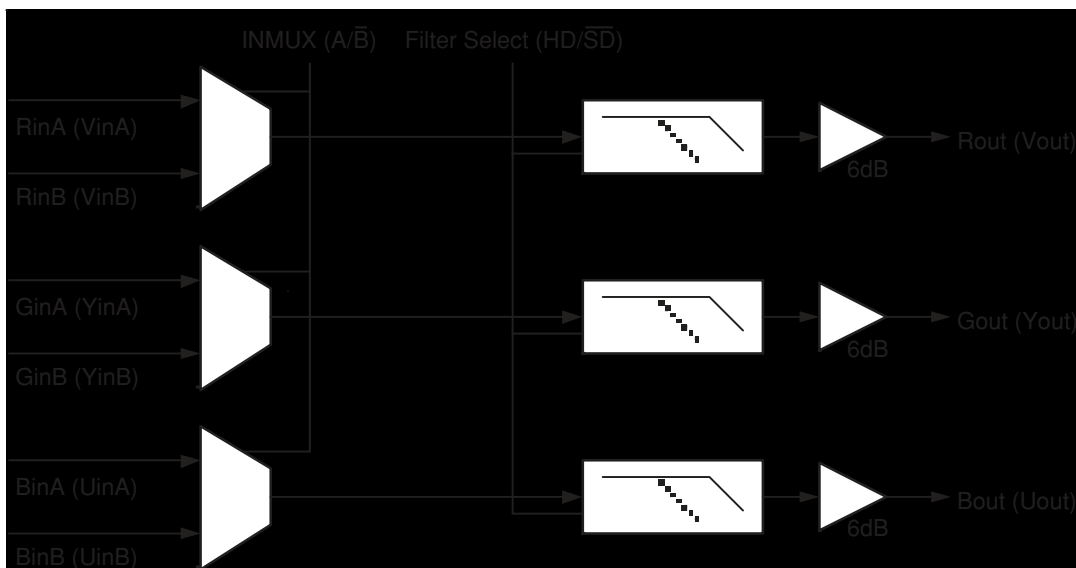 INMUX (A/B̅) Filter Select (HD/S̅D̅)
RinA (VinA)
RinB (VinB)
6dB
Rout (Vout)
GinA (YinA)
GinB (YinB)
6dB
Gout (Yout)
BinA (UinA)
BinB (UinB)
6dB
Bout (Uout)